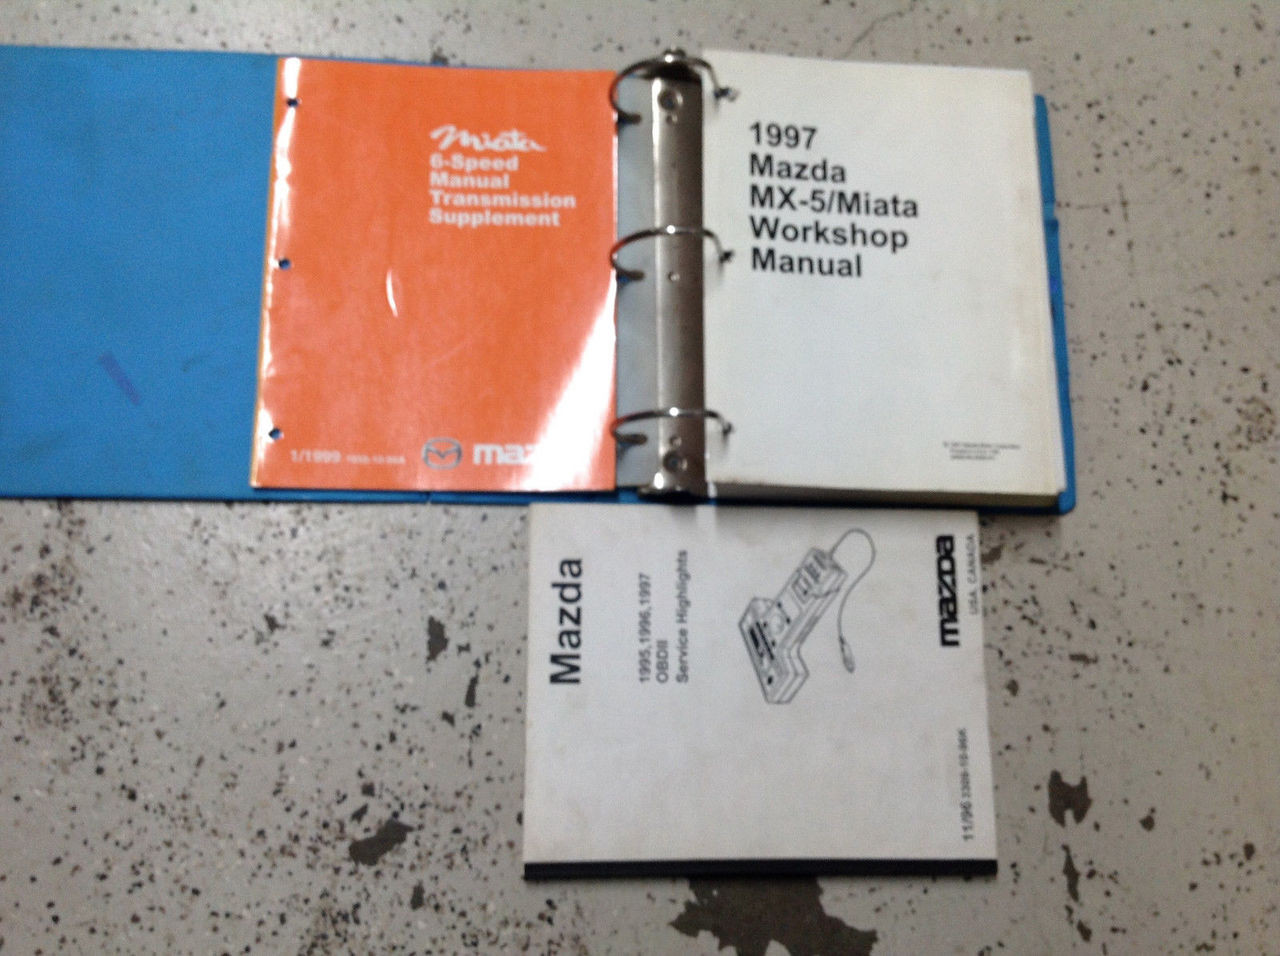 Miata
6-Speed
Manual
Transmission
Supplement
1/1999
mazda
1997
Mazda
MX-5/Miata
Workshop
Manual
Mazda
1995,1996,1997
OBDII
Service Highlights
mazda
USA, CANADA
11/96